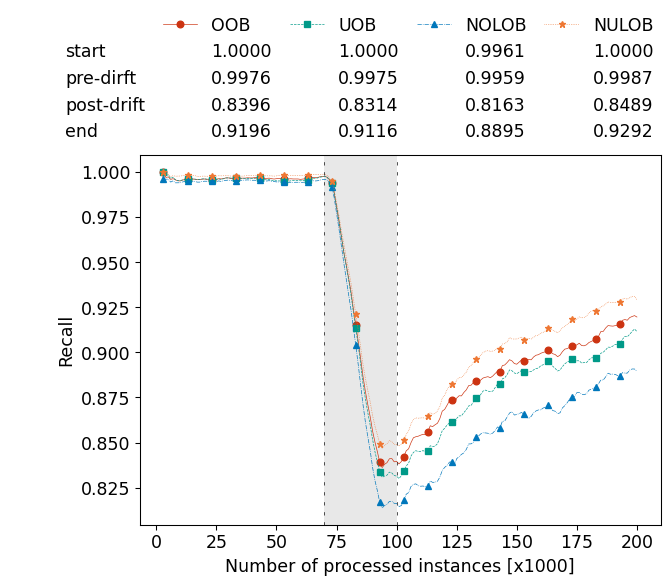 OOB UOB NOLOB NULOB
start 1.0000 1.0000 0.9961 1.0000
pre-dirft 0.9976 0.9975 0.9959 0.9987
post-drift 0.8396 0.8314 0.8163 0.8489
end 0.9196 0.9116 0.8895 0.9292
1.000
0.975
0.950
0.925
0.900
0.875
0.850
0.825
Recall
0 25 50 75 100 125 150 175 200
Number of processed instances [x1000]